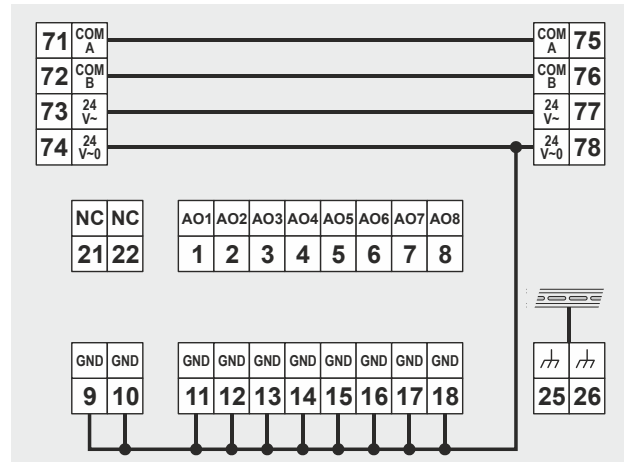 71 COM A COM A 75
72 COM B COM B 76
73 24 V~ 24 V~ 77
74 24 V~0 24 V~0 78
NC NC AO1 AO2 AO3 AO4 AO5 AO6 AO7 AO8
21 22 1 2 3 4 5 6 7 8
GND GND GND GND GND GND GND GND GND GND
9 10 11 12 13 14 15 16 17 18 25 26